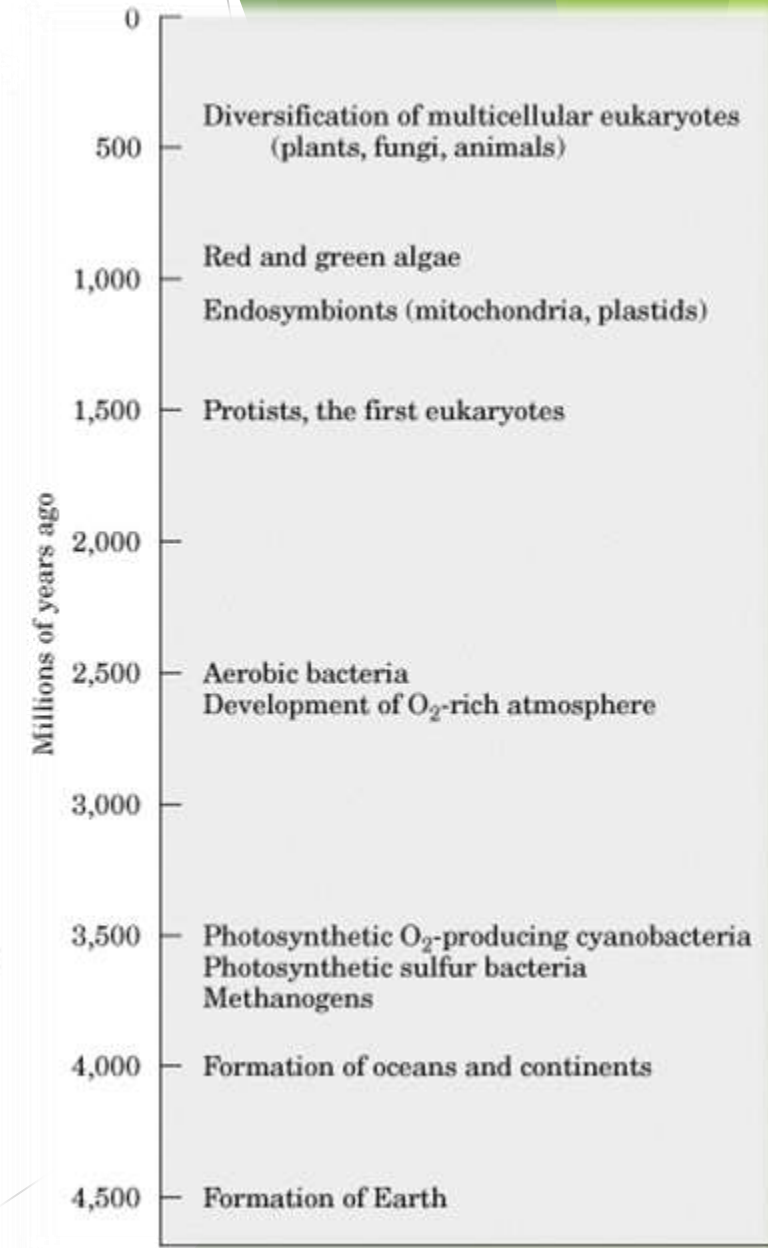 0
Diversification of multicellular eukaryotes
500 (plants, fungi, animals)
Red and green algae
1,000
Endosymbionts (mitochondria, plastids)
1,500 Protists, the first eukaryotes
Millions of years ago
2,000
2,500 Aerobic bacteria
Development of O₂-rich atmosphere
3,000
3,500 Photosynthetic O₂-producing cyanobacteria
Photosynthetic sulfur bacteria
Methanogens
4,000 Formation of oceans and continents
4,500 Formation of Earth